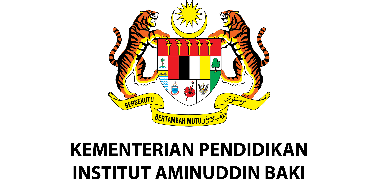 BERSEKUTU
BERTAMBAH MUTU
KEMENTERIAN PENDIDIKAN
INSTITUT AMINUDDIN BAKI